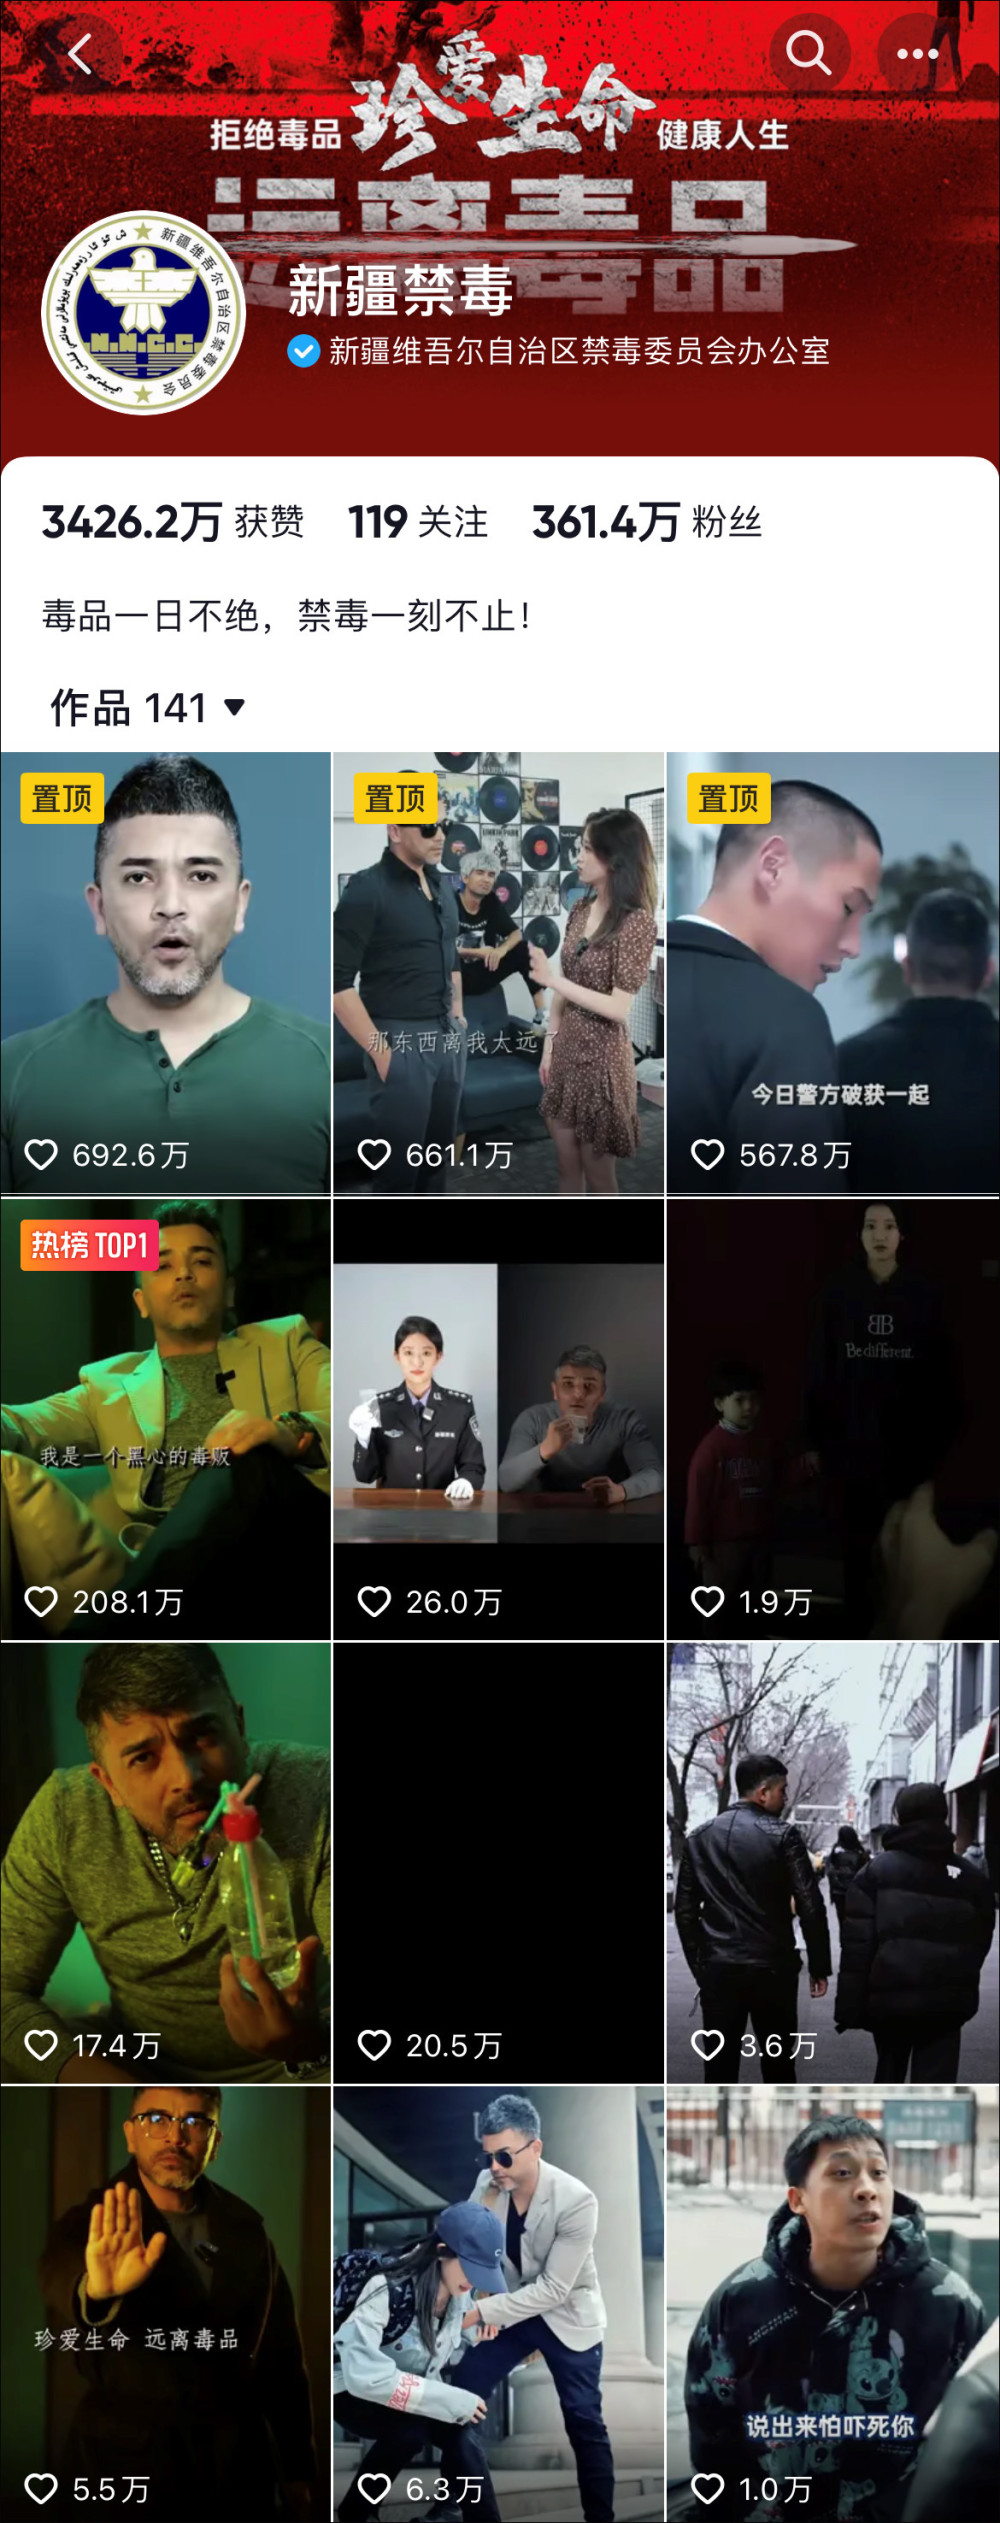 珍爱生命
拒绝毒品
健康人生
远离毒品
新疆维吾尔自治区禁毒委员会
N.N.C.C.
新疆禁毒
新疆维吾尔自治区禁毒委员会办公室
3426.2万 获赞 119 关注 361.4万 粉丝
毒品一日不绝，禁毒一刻不止！
作品 141
置顶
置顶
置顶
那东西离我太远了
今日警方破获一起
692.6万
661.1万
567.8万
热榜 TOP1
BB
Be different.
我是一个黑心的毒贩
208.1万
26.0万
1.9万
17.4万
20.5万
3.6万
珍爱生命 远离毒品
说出来怕吓死你
5.5万
6.3万
1.0万